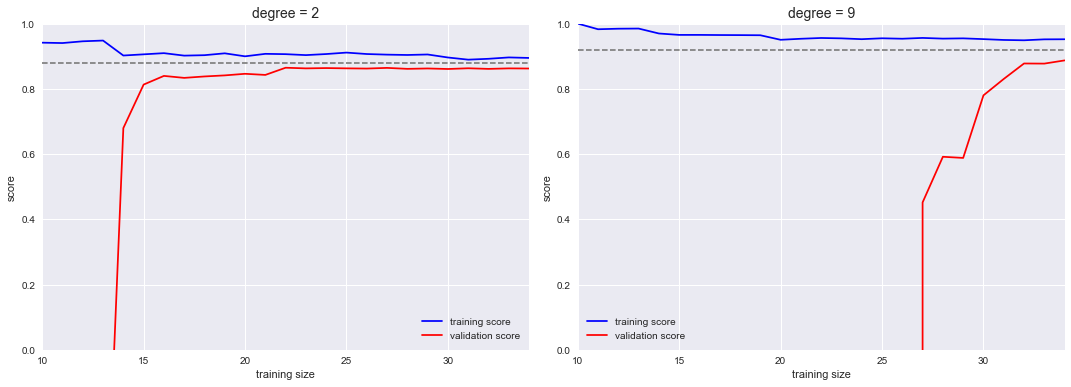 degree = 2
1.0
0.8
0.6
0.4
0.2
0.0
score
training score
validation score
10
15
20
25
30
training size
degree = 9
1.0
0.8
0.6
0.4
0.2
0.0
score
training score
validation score
10
15
20
25
30
training size